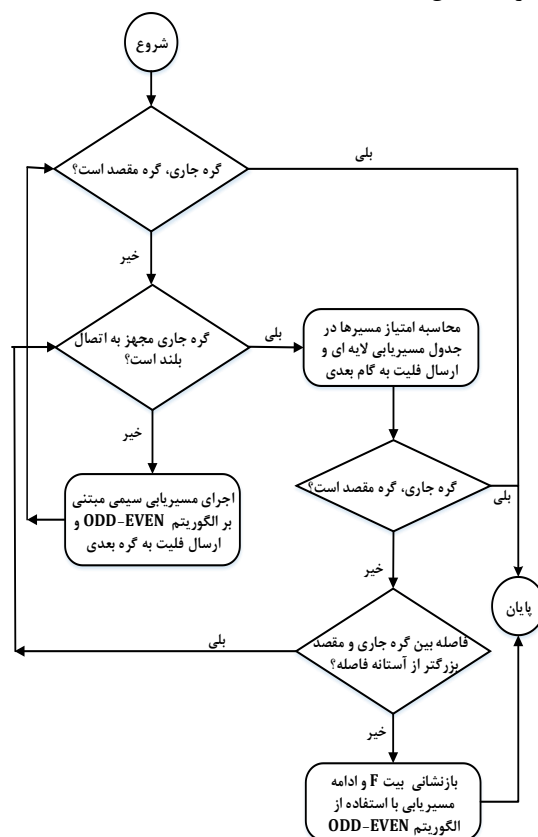 شروع
گره جاری، گره مقصد است؟
بلی
خیر
گره جاری مجهز به اتصال
بلند است؟
بلی
محاسبه امتیاز مسیرها در
جدول مسیریابی لایه ای و
ارسال فلیت به گام بعدی
خیر
اجرای مسیریابی سیمی مبتنی
بر الگوریتم ODD-EVEN و
ارسال فلیت به گره بعدی
گره جاری، گره مقصد است؟
بلی
خیر
پایان
فاصله بین گره جاری و مقصد
بزرگتر از آستانه فاصله؟
بلی
خیر
بازنشانی بیت F و ادامه
مسیریابی با استفاده از
الگوریتم ODD-EVEN